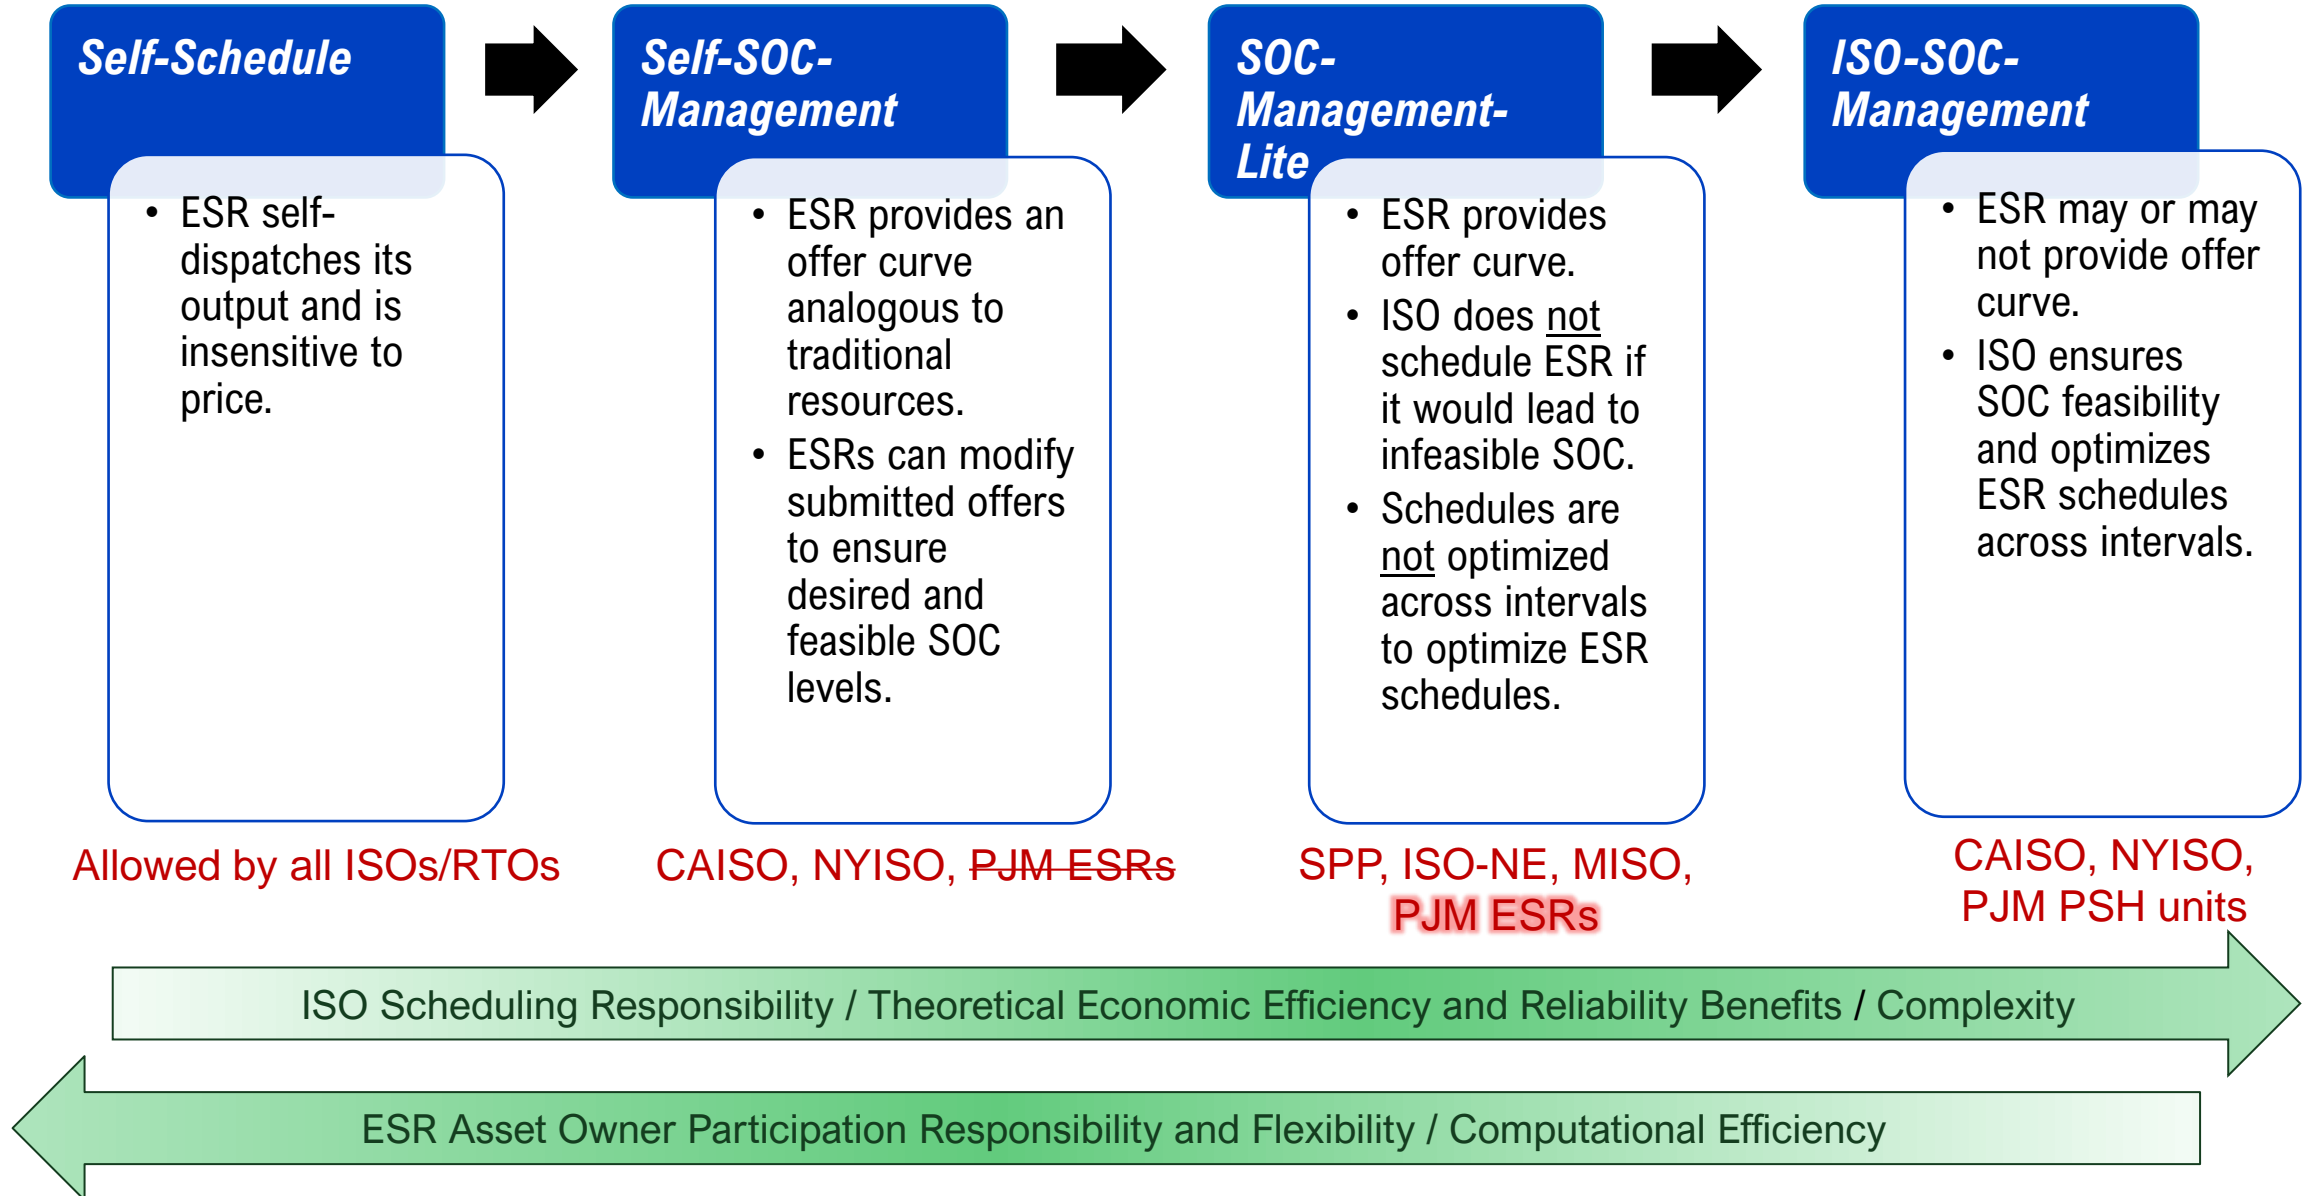 Self-Schedule
• ESR self-
dispatches its
output and is
insensitive to
price.
Allowed by all ISOs/RTOs
Self-SOC-
Management
• ESR provides an
offer curve
analogous to
traditional
resources.
• ESRs can modify
submitted offers
to ensure
desired and
feasible SOC
levels.
CAISO, NYISO, PJM ESRs
SOC-
Management-
Lite
• ESR provides
offer curve.
• ISO does not
schedule ESR if
it would lead to
infeasible SOC.
• Schedules are
not optimized
across intervals
to optimize ESR
schedules.
SPP, ISO-NE, MISO,
PJM ESRs
ISO-SOC-
Management
• ESR may or may
not provide offer
curve.
• ISO ensures
SOC feasibility
and optimizes
ESR schedules
across intervals.
CAISO, NYISO,
PJM PSH units
ISO Scheduling Responsibility / Theoretical Economic Efficiency and Reliability Benefits / Complexity
ESR Asset Owner Participation Responsibility and Flexibility / Computational Efficiency